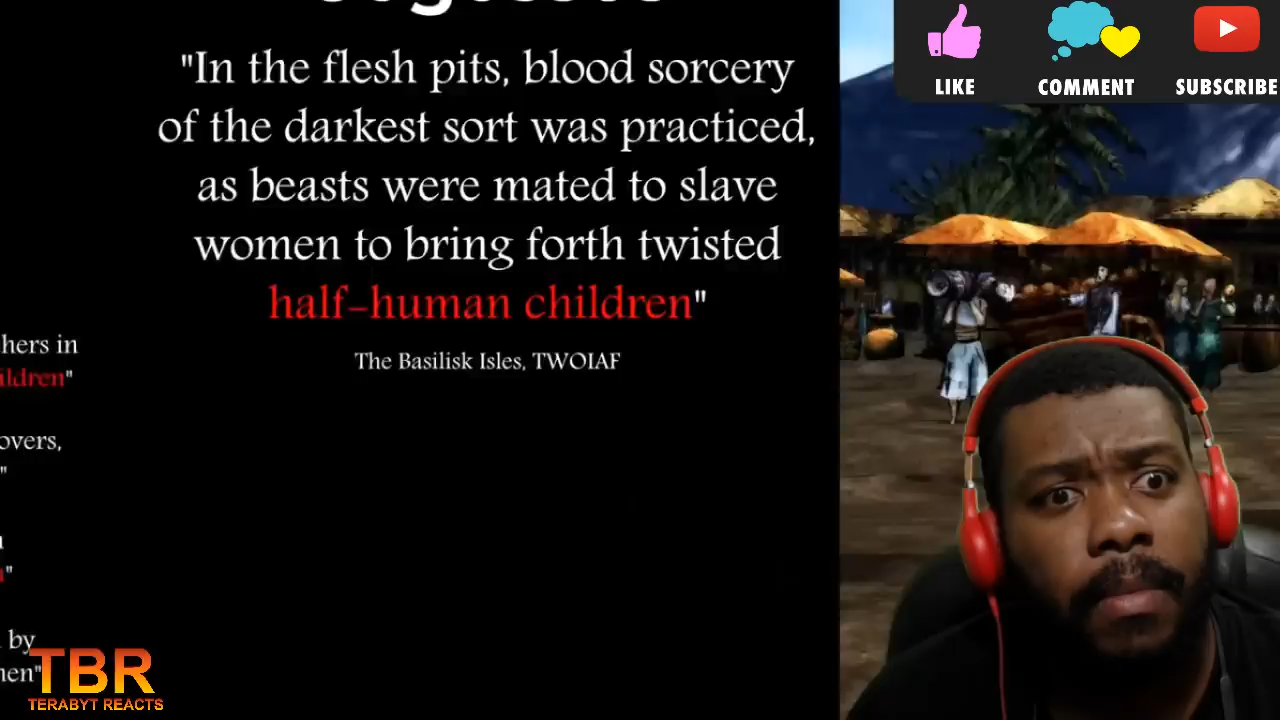 "In the flesh pits, blood sorcery
of the darkest sort was practiced,
as beasts were mated to slave
women to bring forth twisted
half-human children"
The Basilisk Isles, TWOIAF
hers in
ildren"
overs,
"
"
by
nen"
TBR
TERABYT REACTS
LIKE
COMMENT
SUBSCRIBE